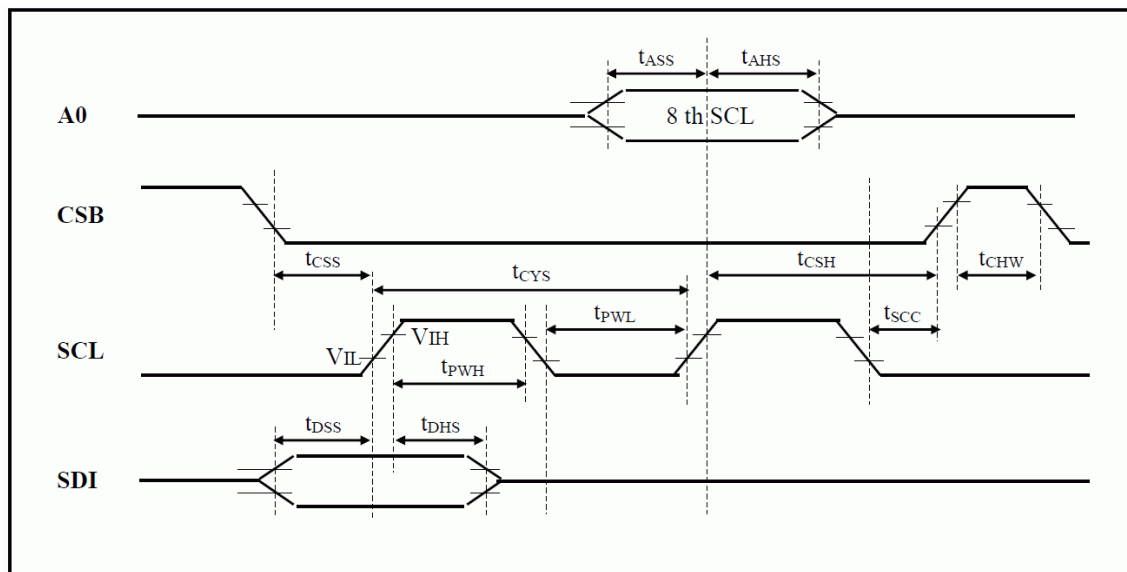 tASS tAHS
A0 8 th SCL
CSB
tCSS tCYS tCSH tCHW
tPWL tSCC
SCL VIL VIH
tPWH
tDSS tDHS
SDI